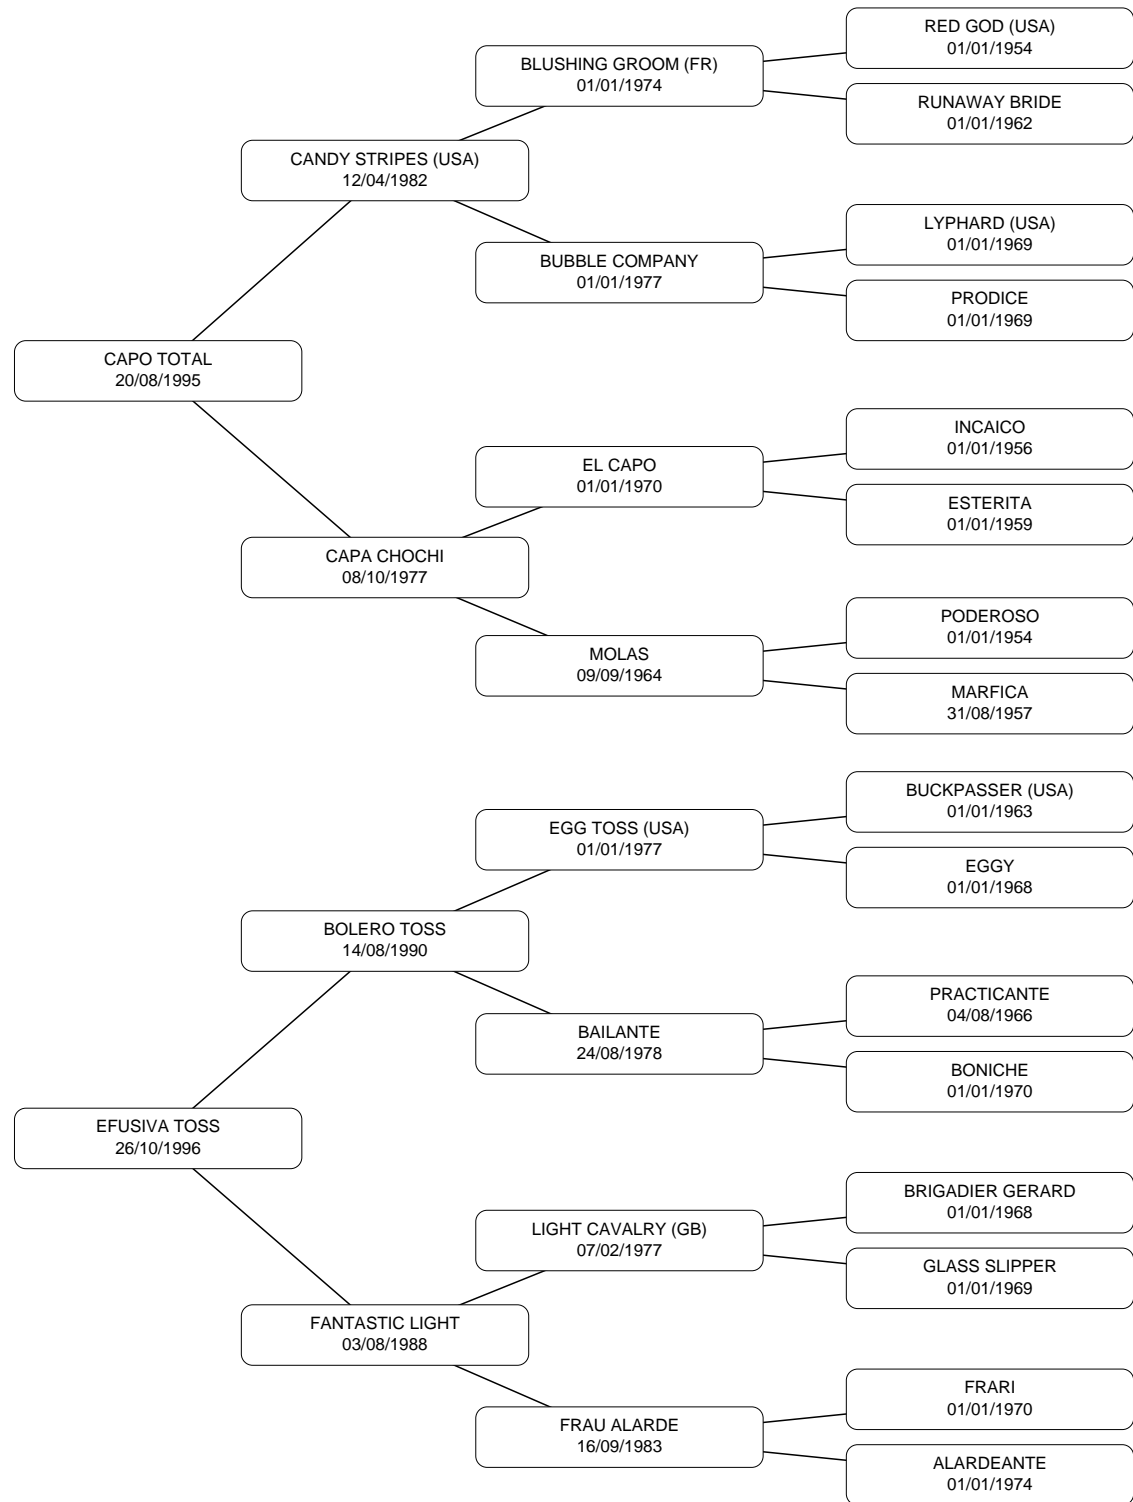 RED GOD (USA)
01/01/1954
BLUSHING GROOM (FR)
01/01/1974
RUNAWAY BRIDE
01/01/1962
CANDY STRIPES (USA)
12/04/1982
LYPHARD (USA)
01/01/1969
BUBBLE COMPANY
01/01/1977
PRODICE
01/01/1969
CAPO TOTAL
20/08/1995
INCAICO
01/01/1956
EL CAPO
01/01/1970
ESTERITA
01/01/1959
CAPA CHOCHI
08/10/1977
PODEROSO
01/01/1954
MOLAS
09/09/1964
MARFICA
31/08/1957
BUCKPASSER (USA)
01/01/1963
EGG TOSS (USA)
01/01/1977
EGGY
01/01/1968
BOLERO TOSS
14/08/1990
PRACTICANTE
04/08/1966
BAILANTE
24/08/1978
BONICHE
01/01/1970
EFUSIVA TOSS
26/10/1996
BRIGADIER GERARD
01/01/1968
LIGHT CAVALRY (GB)
07/02/1977
GLASS SLIPPER
01/01/1969
FANTASTIC LIGHT
03/08/1988
FRARI
01/01/1970
FRAU ALARDE
16/09/1983
ALARDEANTE
01/01/1974